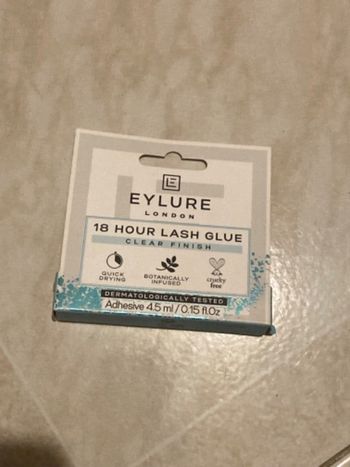 EYLURE
LONDON
18 HOUR LASH GLUE
CLEAR FINISH
QUICK DRYING
BOTANICALLY INFUSED
cruelty free
DERMATOLOGICALLY TESTED
Adhesive 4.5 ml / 0.15 fl.Oz